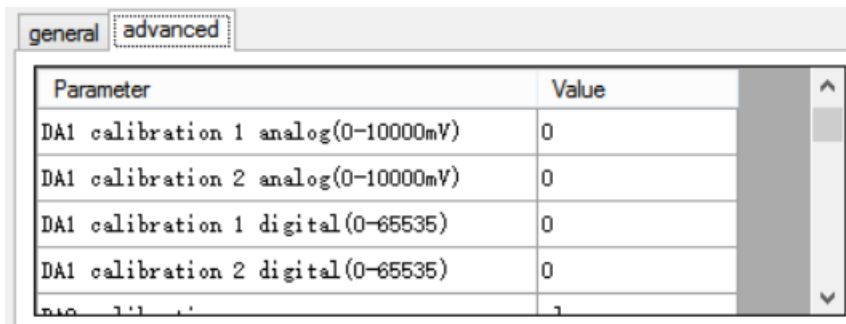 general advanced
Parameter Value
DA1 calibration 1 analog(0-10000mV) 0
DA1 calibration 2 analog(0-10000mV) 0
DA1 calibration 1 digital(0-65535) 0
DA1 calibration 2 digital(0-65535) 0